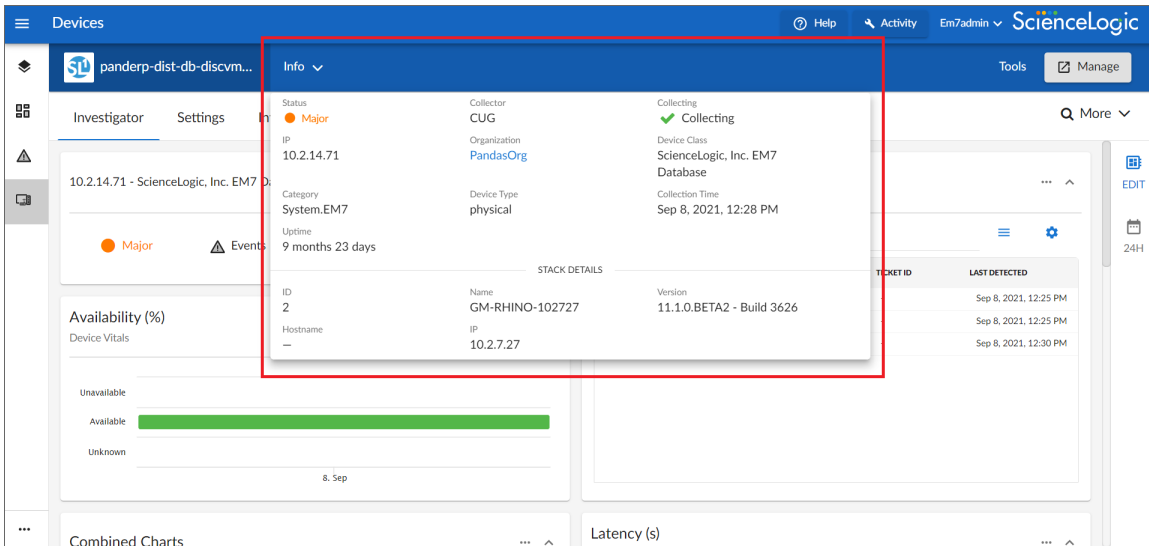 Devices
Help
Activity
Em7admin
ScienceLogic
SL
panderp-dist-db-discvm...
Info
Tools
Manage
Investigator
Settings
More
Status
Major
Collector
CUG
Collecting
Collecting
IP
10.2.14.71
Organization
PandasOrg
Device Class
ScienceLogic, Inc. EM7
Database
Category
System.EM7
Device Type
physical
Collection Time
Sep 8, 2021, 12:28 PM
Uptime
9 months 23 days
STACK DETAILS
ID
2
Name
GM-RHINO-102727
Version
11.1.0.BETA2 - Build 3626
Hostname
—
IP
10.2.7.27
10.2.14.71 - ScienceLogic, Inc. EM7
...
EDIT
24H
Major
Events
TICKET ID
LAST DETECTED
Sep 8, 2021, 12:25 PM
Sep 8, 2021, 12:25 PM
Sep 8, 2021, 12:30 PM
Availability (%)
Device Vitals
Unavailable
Available
Unknown
8. Sep
Combined Charts
...
Latency (s)
...